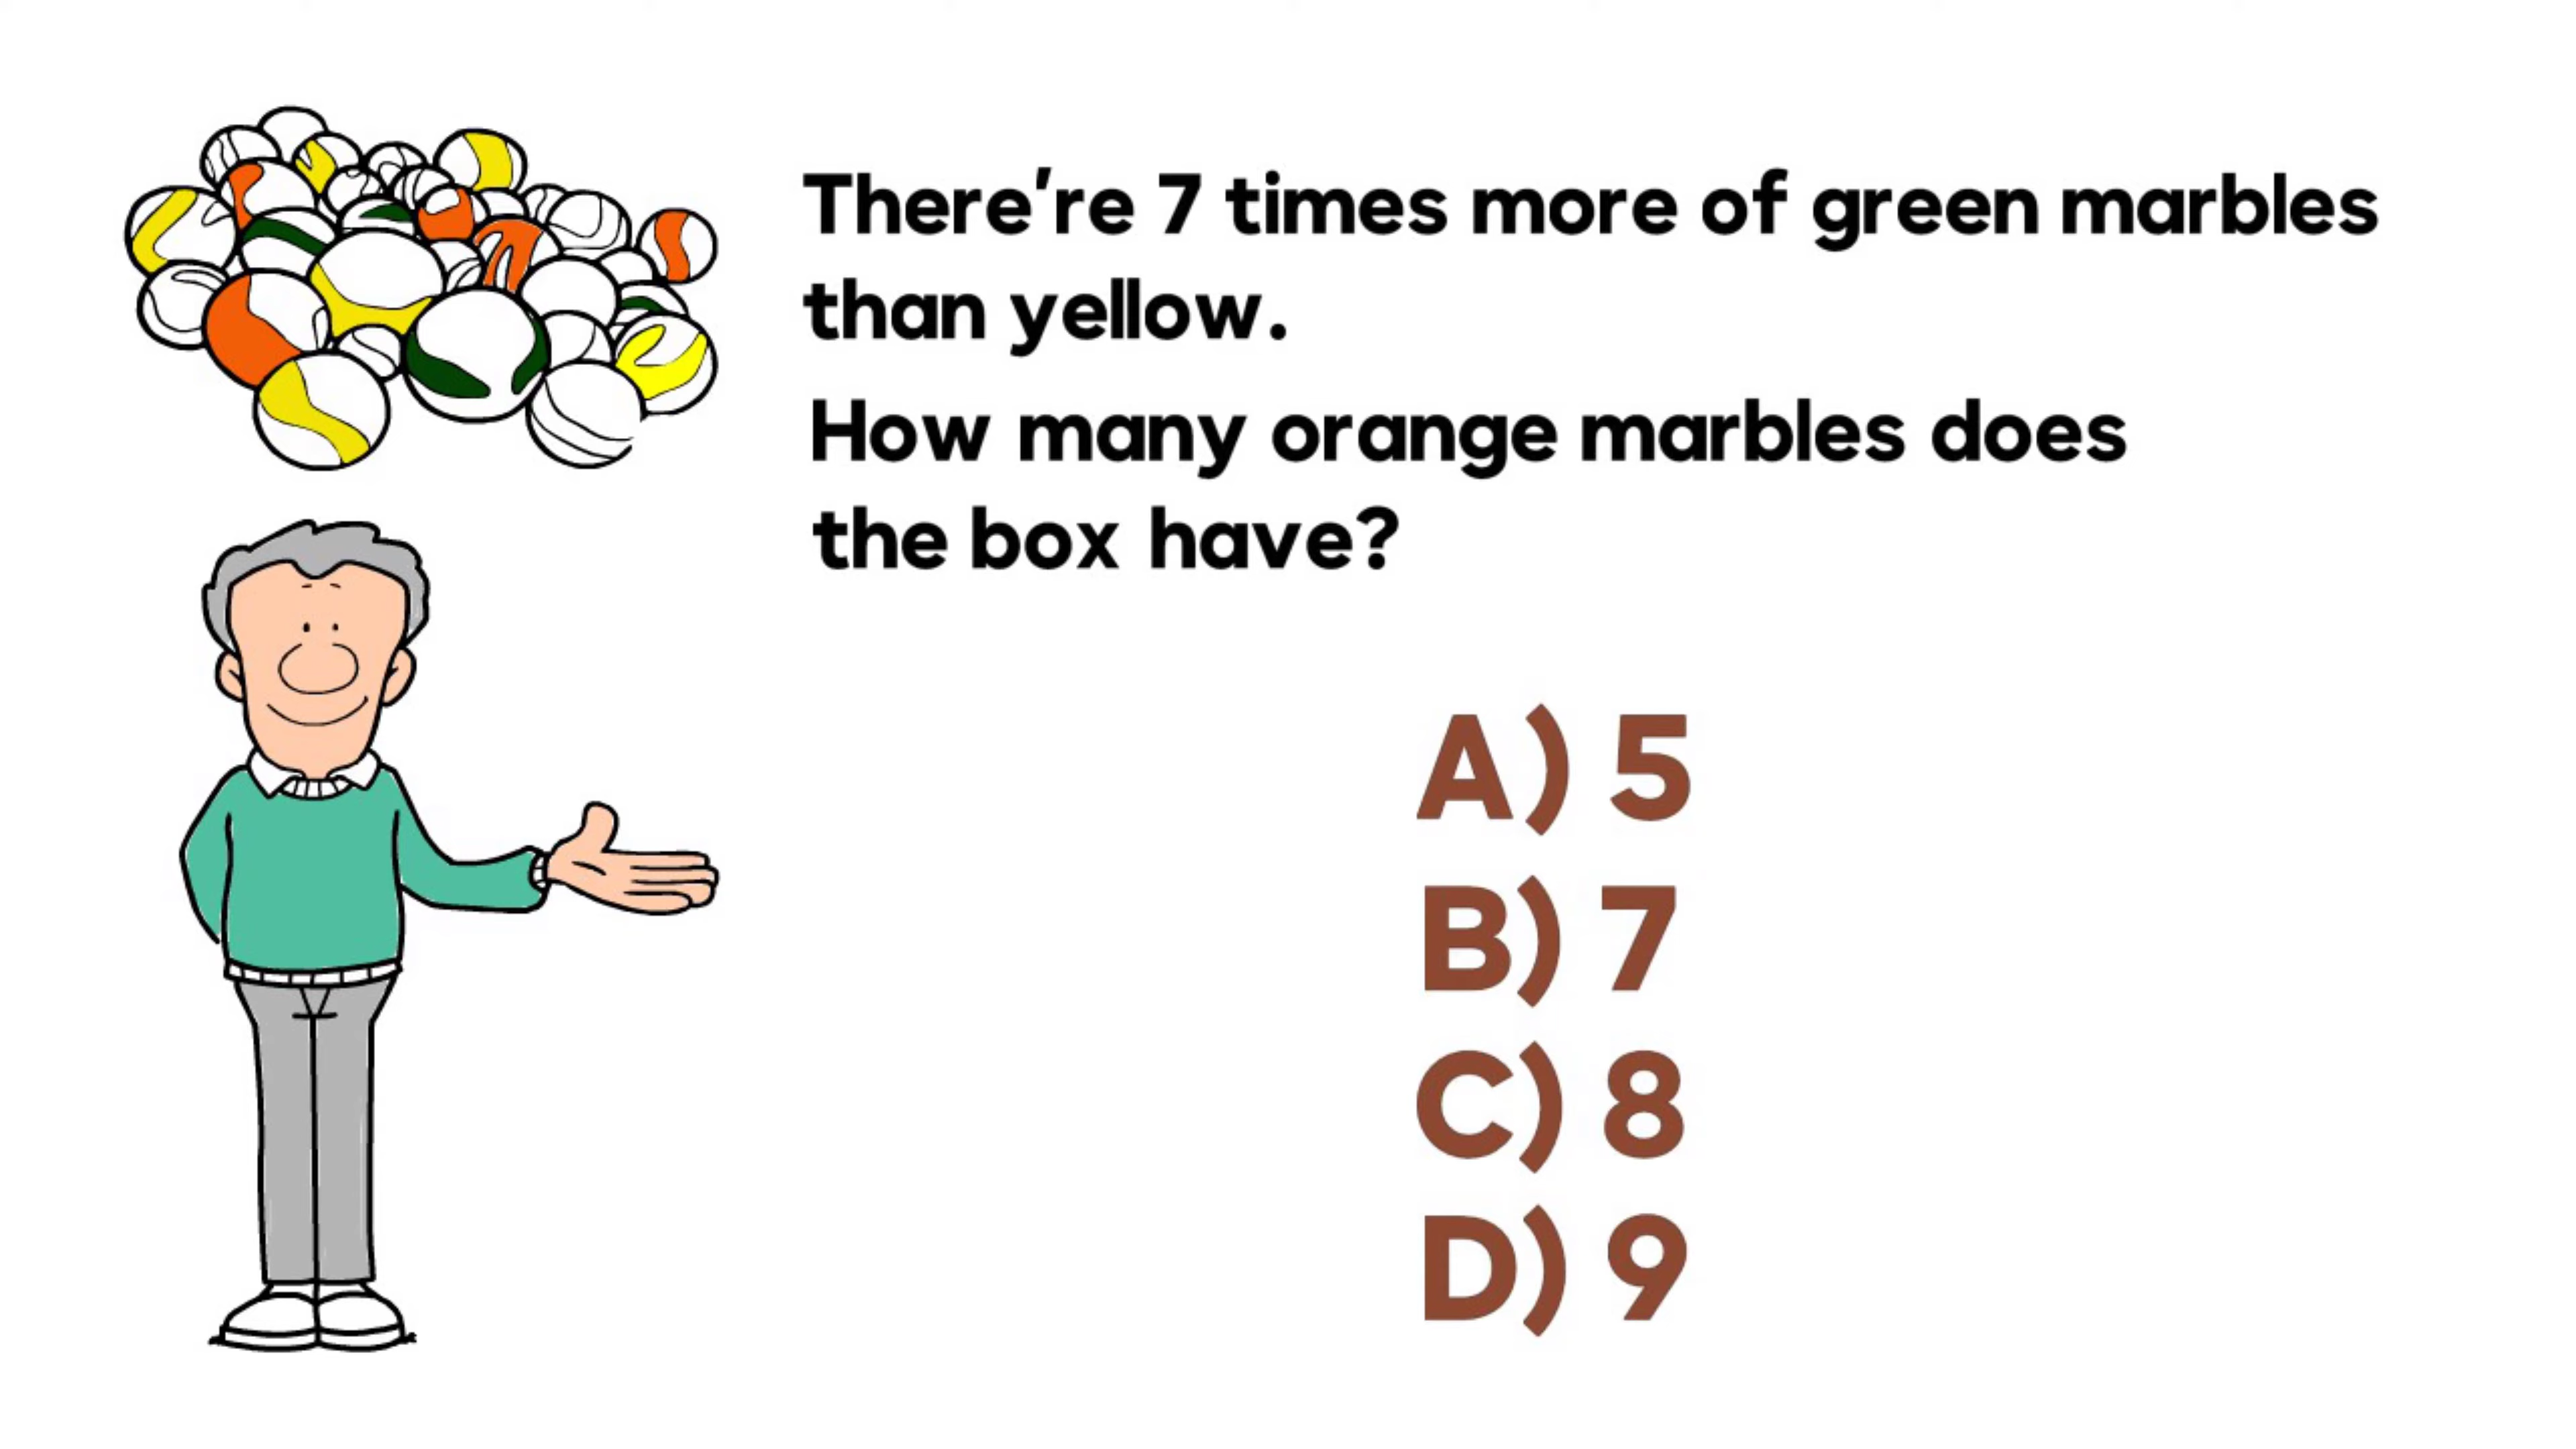 There're 7 times more of green marbles
than yellow.
How many orange marbles does
the box have?
A) 5
B) 7
C) 8
D) 9